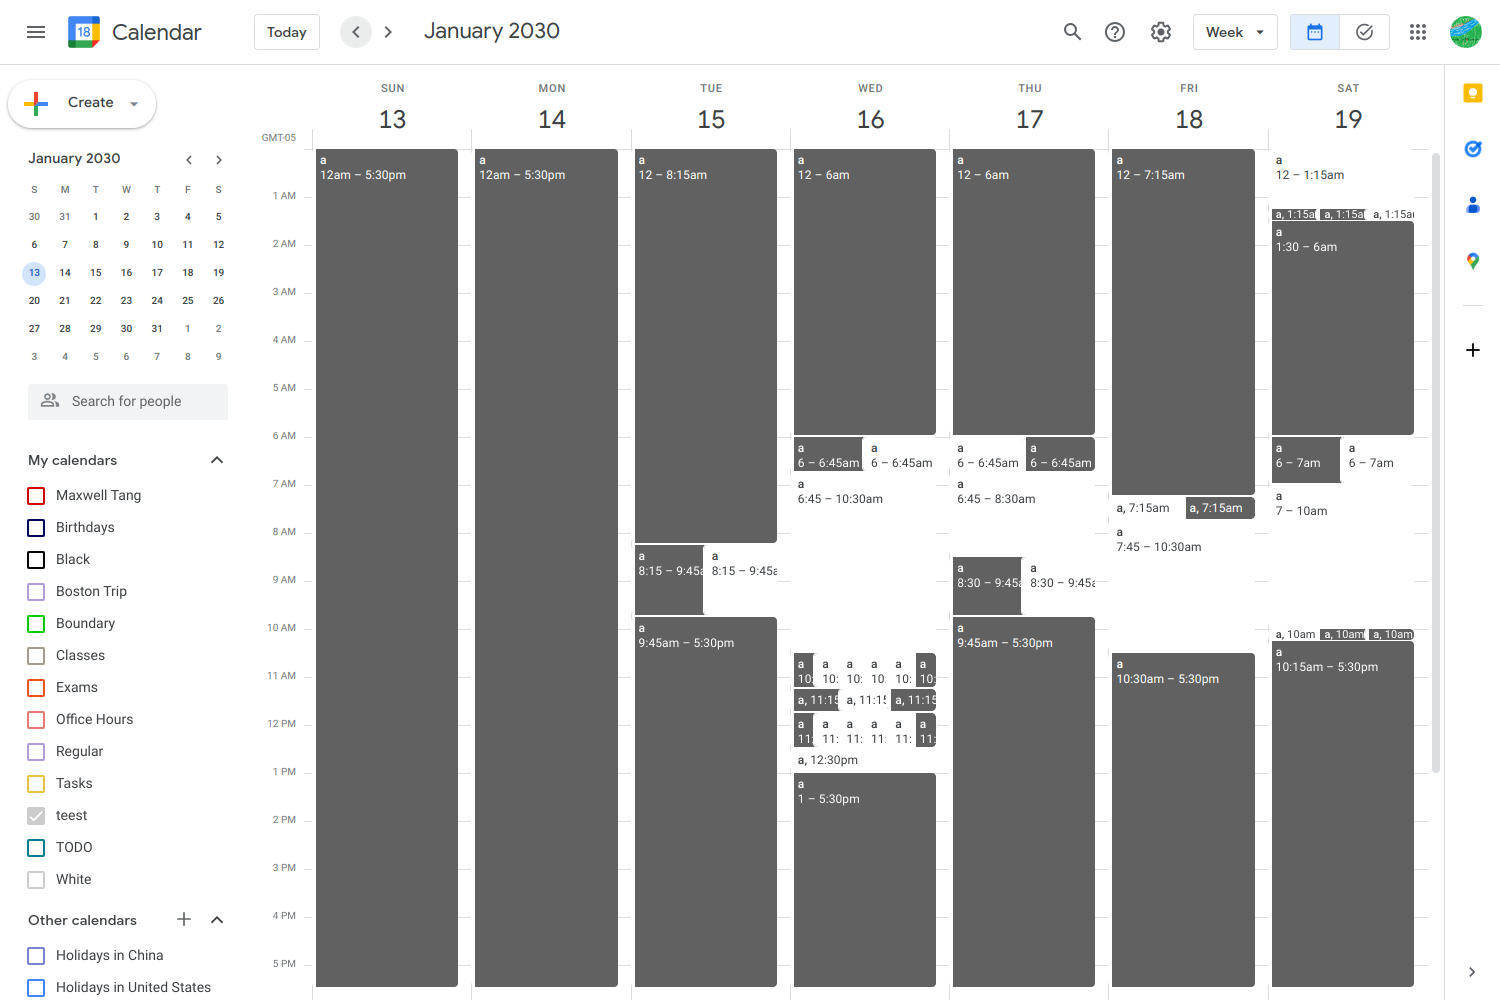 18 Calendar Today January 2030 Week
Create
January 2030
S M T W T F S
30 31 1 2 3 4 5
6 7 8 9 10 11 12
13 14 15 16 17 18 19
20 21 22 23 24 25 26
27 28 29 30 31 1 2
3 4 5 6 7 8 9
Search for people
My calendars
Maxwell Tang
Birthdays
Black
Boston Trip
Boundary
Classes
Exams
Office Hours
Regular
Tasks
teest
TODO
White
Other calendars
Holidays in China
Holidays in United States
SUN MON TUE WED THU FRI SAT
13 14 15 16 17 18 19
GMT-05
1 AM
2 AM
3 AM
4 AM
5 AM
6 AM
7 AM
8 AM
9 AM
10 AM
11 AM
12 PM
1 PM
2 PM
3 PM
4 PM
5 PM
a
12am – 5:30pm
a
12am – 5:30pm
a
12 – 8:15am
a
8:15 – 9:45a
a
8:15 – 9:45a
a
9:45am – 5:30pm
a
12 – 6am
a
6 – 6:45am
a
6 – 6:45am
a
6:45 – 10:30am
a a a a a a
10: 10: 10: 10: 10: 10:
a, 11:15 a, 11:15 a, 11:15
a a a a a a
11: 11: 11: 11: 11: 11:
a, 12:30pm
a
1 – 5:30pm
a
12 – 6am
a
6 – 6:45am
a
6 – 6:45am
a
6:45 – 8:30am
a
8:30 – 9:45a
a
8:30 – 9:45a
a
9:45am – 5:30pm
a
12 – 7:15am
a, 7:15am a, 7:15am
a
7:45 – 10:30am
a
10:30am – 5:30pm
a
12 – 1:15am
a, 1:15a a, 1:15a a, 1:15a
a
1:30 – 6am
a
6 – 7am
a
6 – 7am
a
7 – 10am
a, 10am a, 10am a, 10am
a
10:15am – 5:30pm